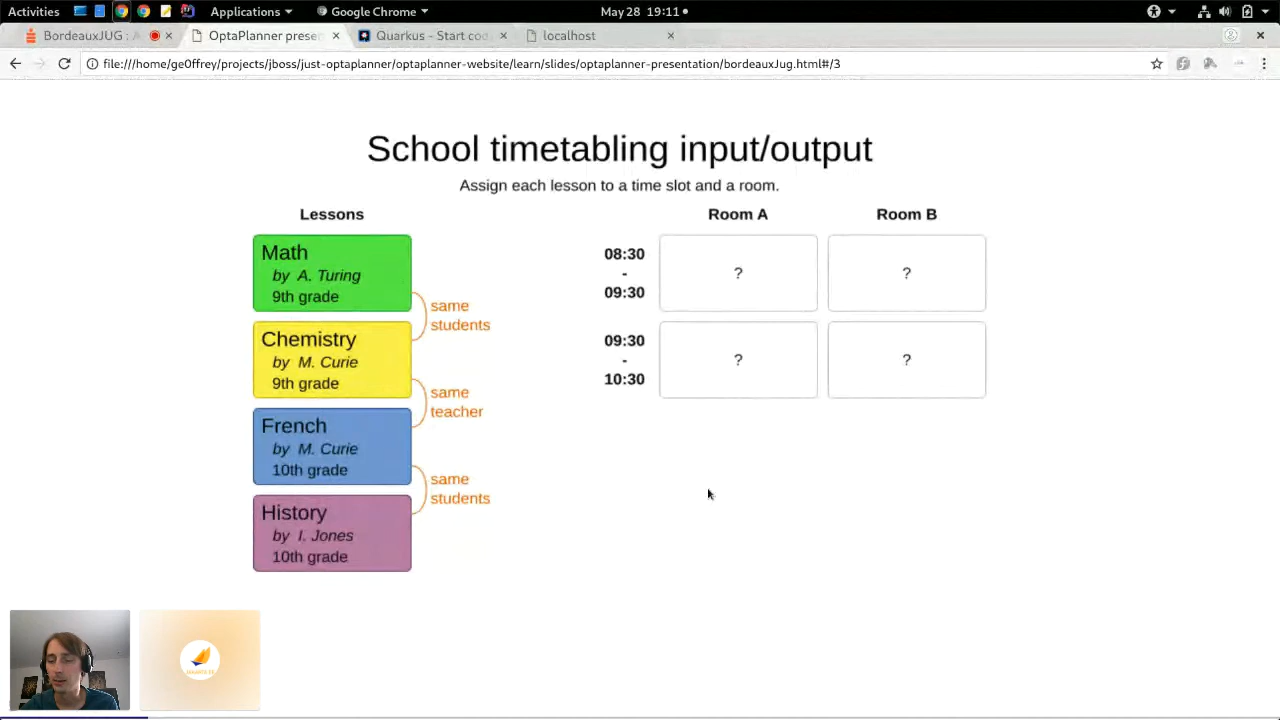 Activities
Applications
Google Chrome
May 28 19:11
BordeauxJUG :
OptaPlanner prese
Quarkus - Start co
localhost
file:///home/ge0ffrey/projects/jboss/just-optaplanner/optaplanner-website/learn/slides/optaplanner-presentation/bordeauxJug.html#/3
School timetabling input/output
Assign each lesson to a time slot and a room.
Lessons
Room A
Room B
Math
by A. Turing
9th grade
same
students
Chemistry
by M. Curie
9th grade
same
teacher
French
by M. Curie
10th grade
same
students
History
by I. Jones
10th grade
08:30
-
09:30
?
?
09:30
-
10:30
?
?